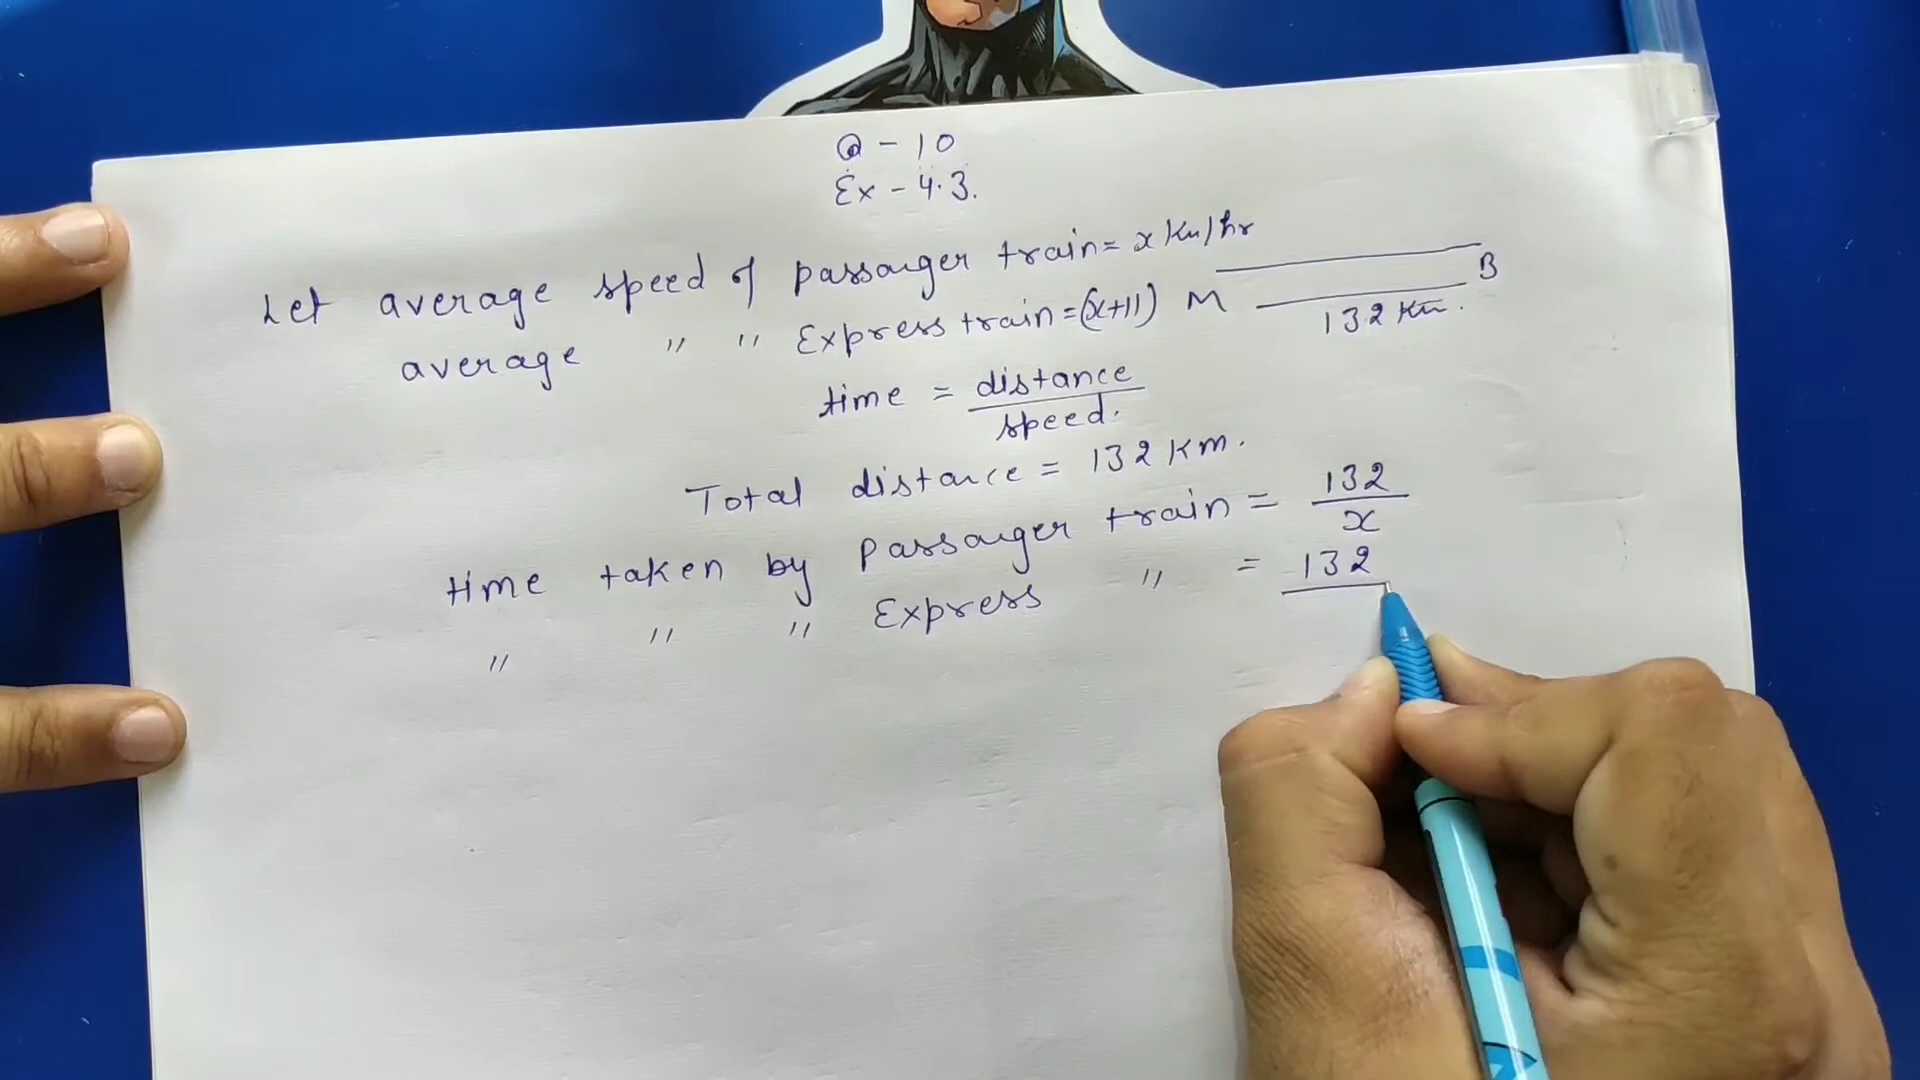 Q - 10
Ex - 4.3.
Let average speed of passanger train = x Km/hr
average " " Express train = (x+11)
M B
132 Km.
time = distance / speed.
Total distance = 132 Km.
time taken by Passanger train = 132 / x
" " " Express " = 132